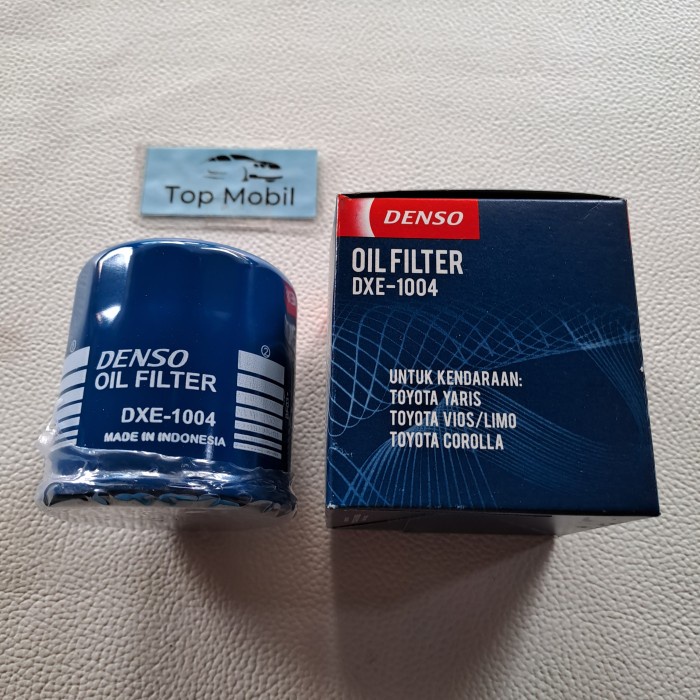 Top Mobil
DENSO
OIL FILTER
DXE-1004
UNTUK KENDARAAN:
TOYOTA YARIS
TOYOTA VIOS/LIMO
TOYOTA COROLLA
DENSO
OIL FILTER
DXE-1004
MADE IN INDONESIA
2